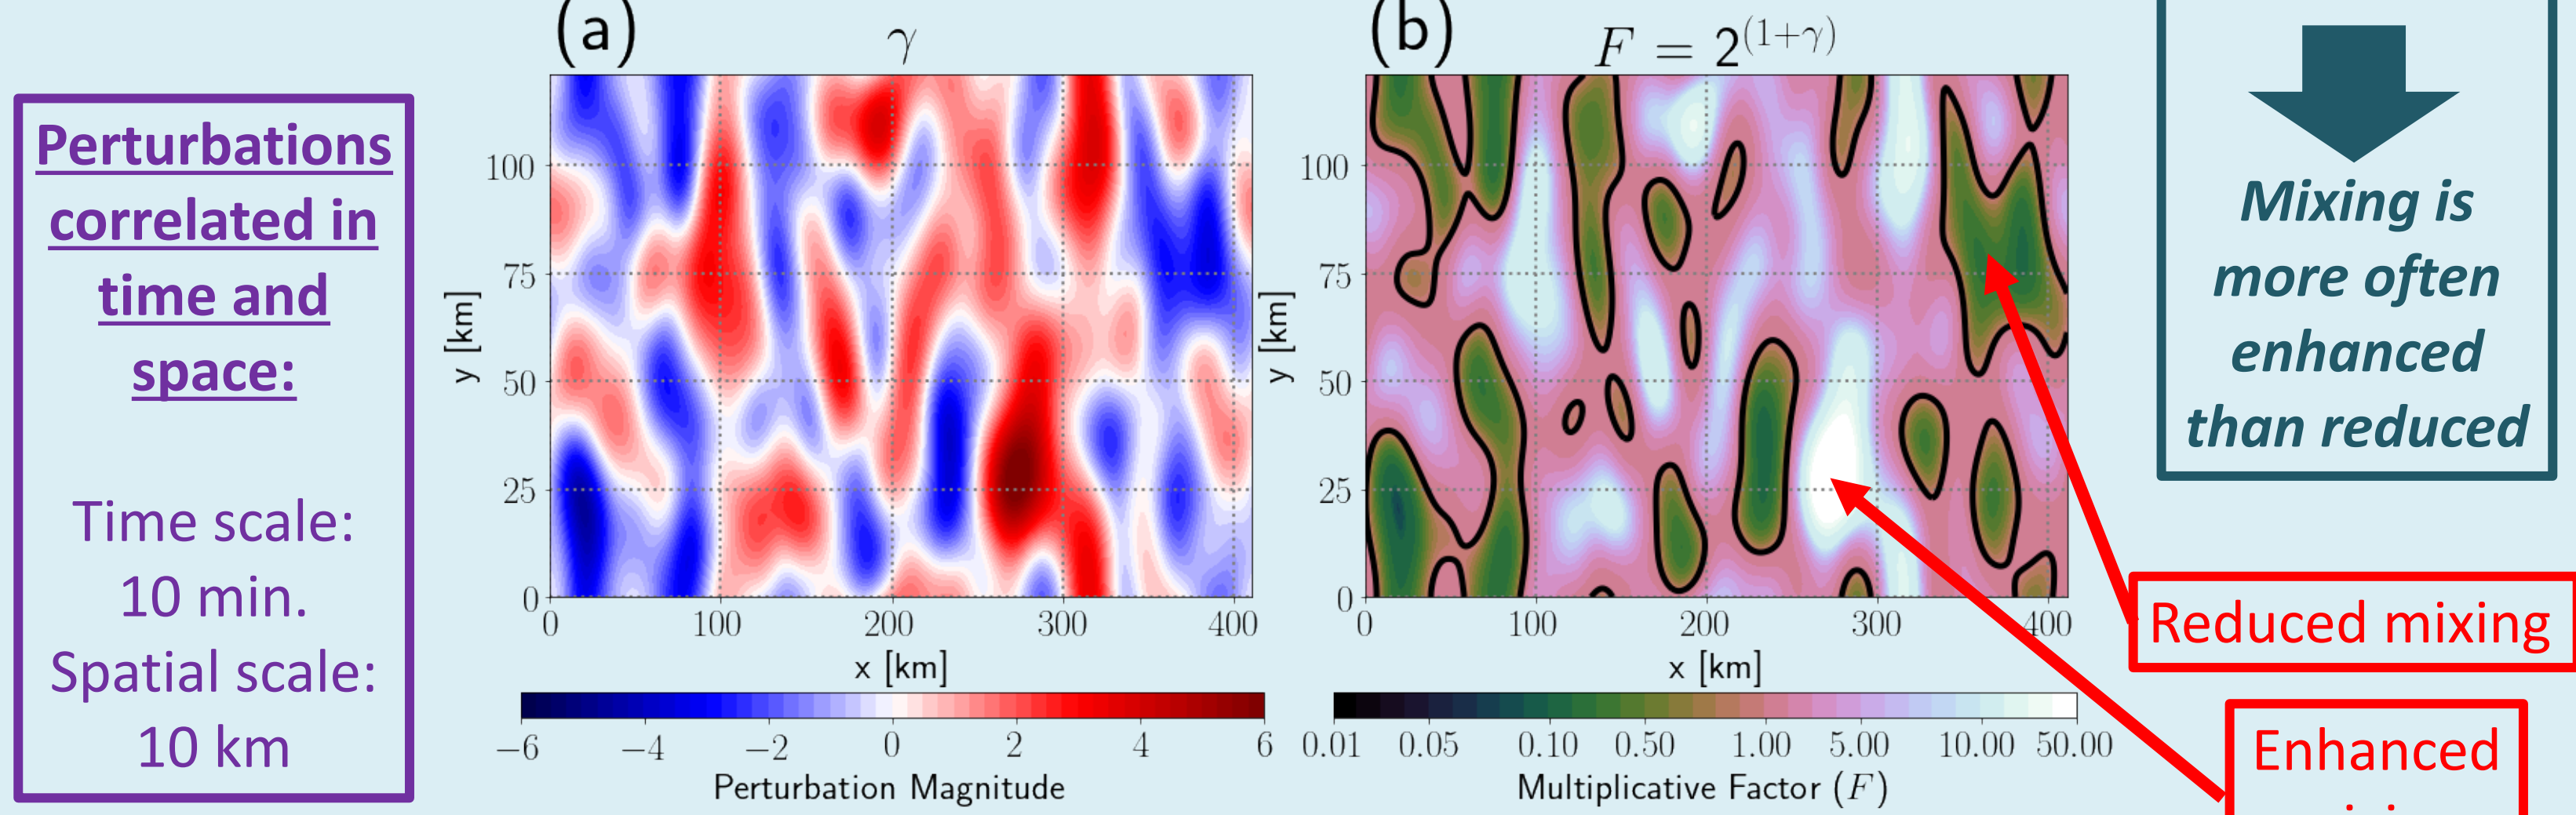 Perturbations
correlated in
time and
space:
Time scale:
10 min.
Spatial scale:
10 km
(a)
γ
y [km]
100
75
50
25
0
0 100 200 300 400
x [km]
−6 −4 −2 0 2 4 6
Perturbation Magnitude
(b)
F = 2^(1+γ)
y [km]
100
75
50
25
0
0 100 200 300 400
x [km]
0.01 0.05 0.10 0.50 1.00 5.00 10.00 50.00
Multiplicative Factor (F)
Mixing is
more often
enhanced
than reduced
Reduced mixing
Enhanced